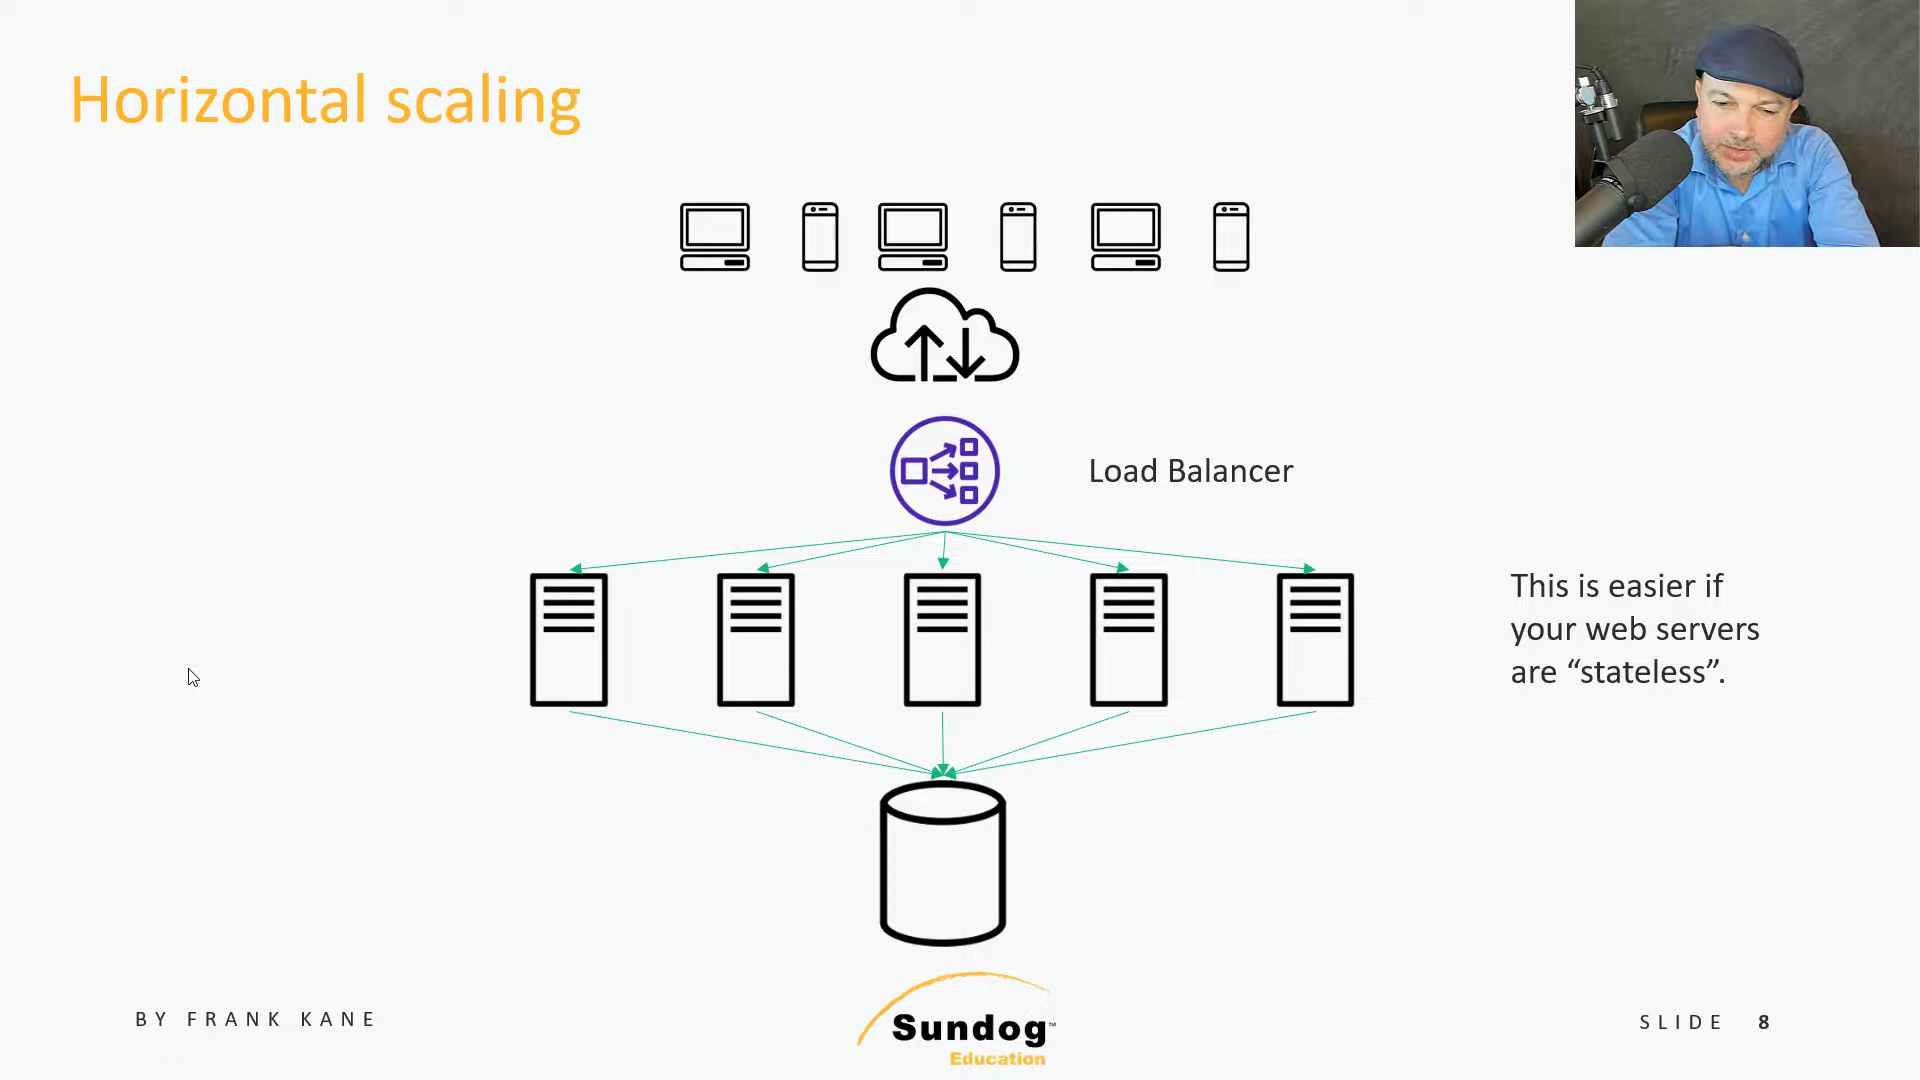 Horizontal scaling
Load Balancer
This is easier if
your web servers
are “stateless”.
BY FRANK KANE
Sundog™
Education
SLIDE 8